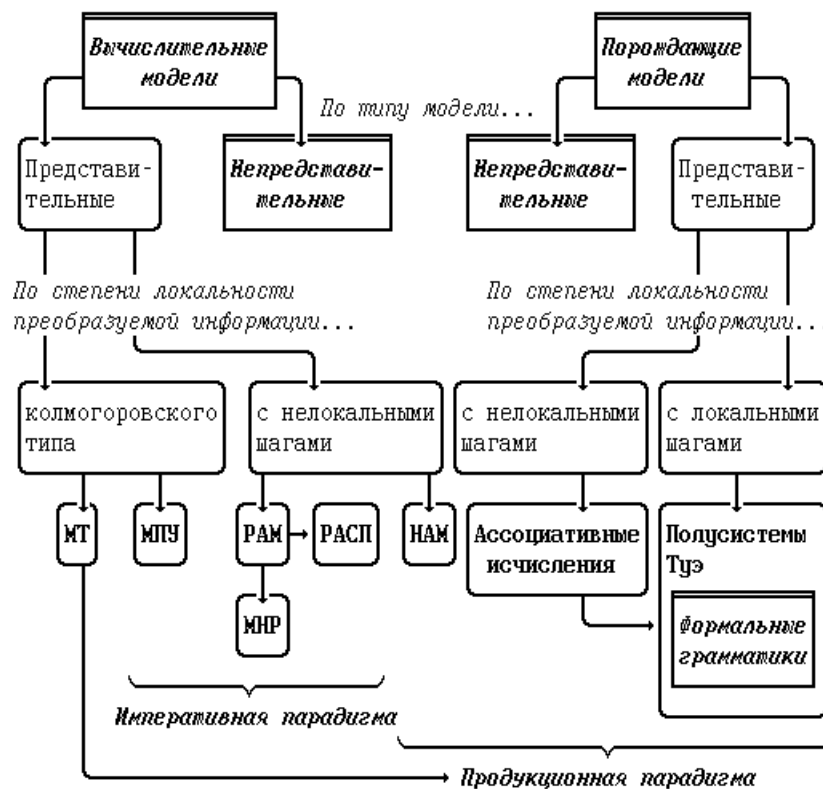 Вычислительные
модели
Порождающие
модели
По типу модели...
Представи-
тельные
Непредстави-
тельные
Непредстави-
тельные
Представи-
тельные
По степени локальности
преобразуемой информации...
По степени локальности
преобразуемой информации...
колмогоровского
типа
с нелокальными
шагами
с нелокальными
шагами
с локальными
шагами
МТ
МПУ
РАМ
РАСП
НАМ
Ассоциативные
исчисления
Полусистемы
Туэ
МНР
Формальные
грамматики
Императивная парадигма
Продукционная парадигма